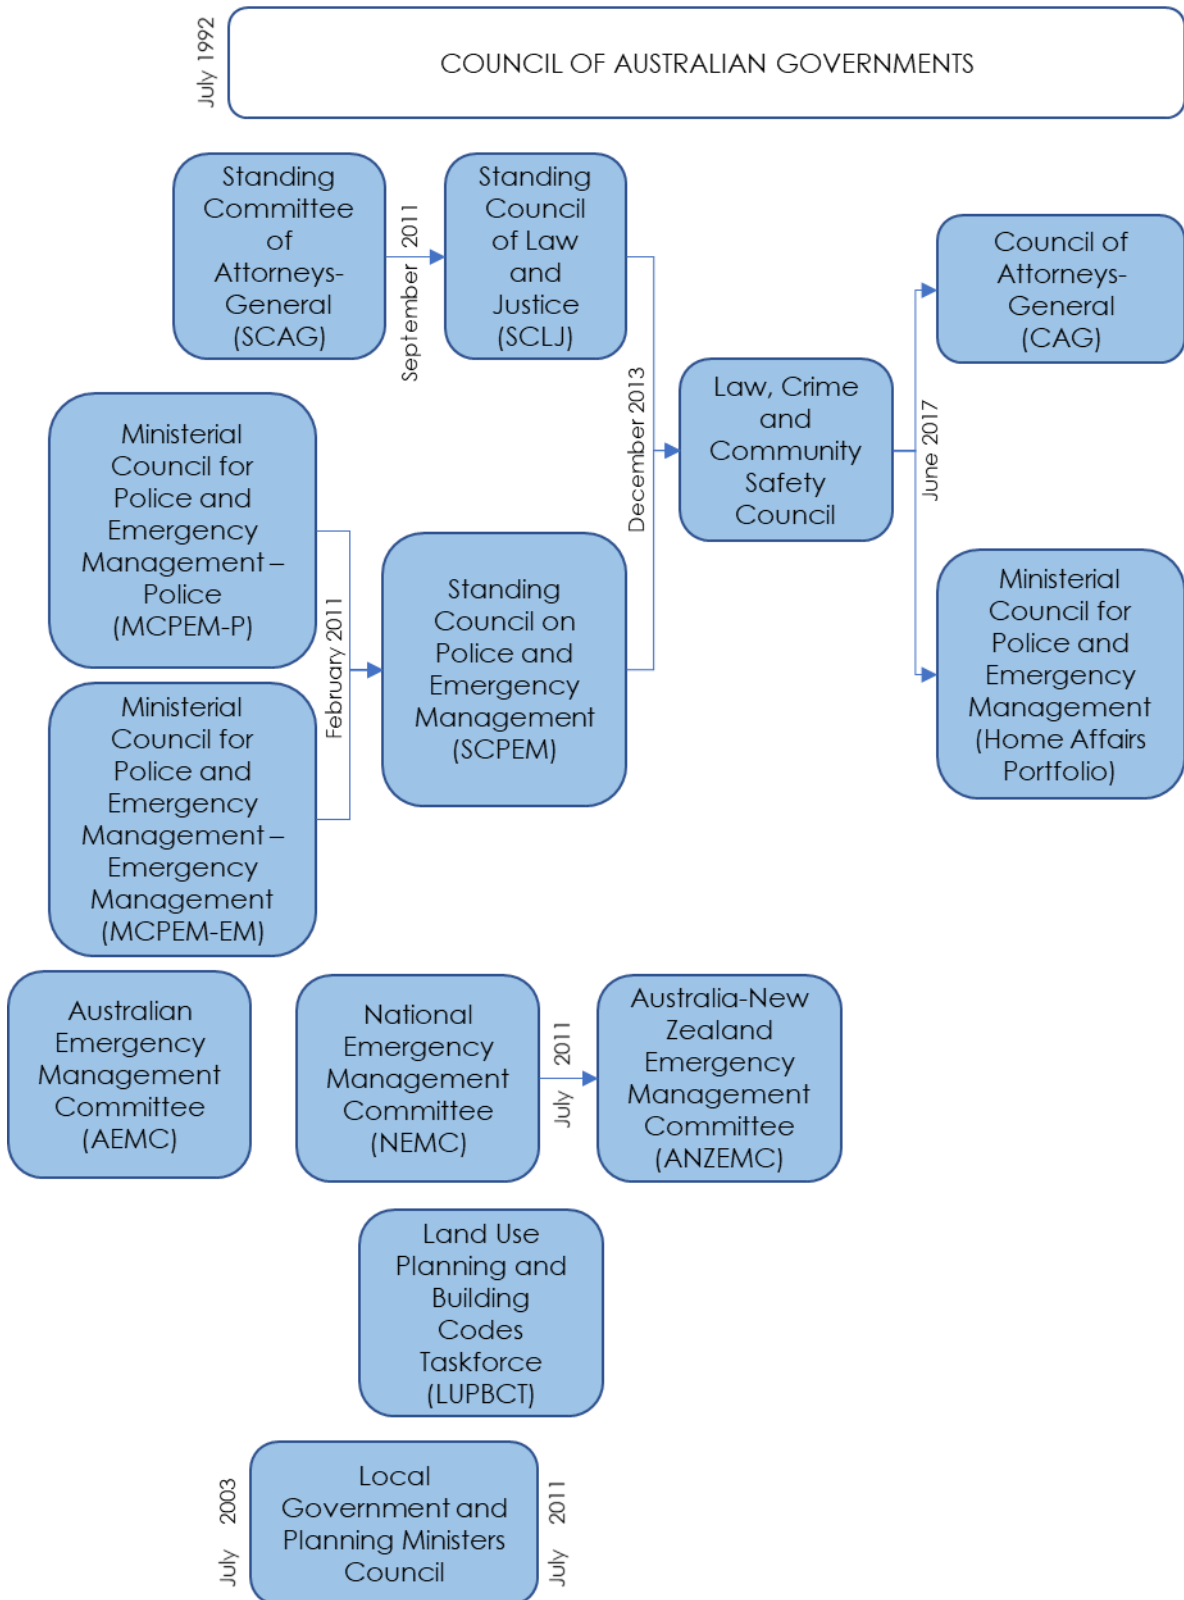 July 1992
COUNCIL OF AUSTRALIAN GOVERNMENTS
Standing
Committee
of
Attorneys-
General
(SCAG)
September 2011
Standing
Council
of Law
and
Justice
(SCLJ)
Council of
Attorneys-
General
(CAG)
December 2013
Law, Crime
and
Community
Safety
Council
June 2017
Ministerial
Council for
Police and
Emergency
Management –
Police
(MCPEM-P)
February 2011
Standing
Council on
Police and
Emergency
Management
(SCPEM)
Ministerial
Council for
Police and
Emergency
Management
(Home Affairs
Portfolio)
Ministerial
Council for
Police and
Emergency
Management –
Emergency
Management
(MCPEM-EM)
Australian
Emergency
Management
Committee
(AEMC)
National
Emergency
Management
Committee
(NEMC)
July 2011
Australia-New
Zealand
Emergency
Management
Committee
(ANZEMC)
Land Use
Planning and
Building
Codes
Taskforce
(LUPBCT)
July 2003
Local
Government and
Planning Ministers
Council
July 2011